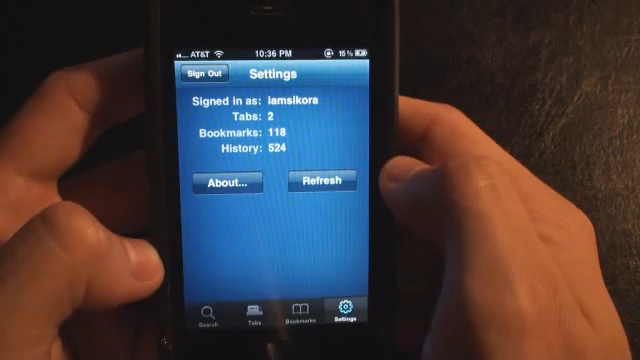 AT&T 10:36 PM 15%
Sign Out Settings
Signed in as: iamsikora
Tabs: 2
Bookmarks: 118
History: 524
About... Refresh
Search Tabs Bookmarks Settings